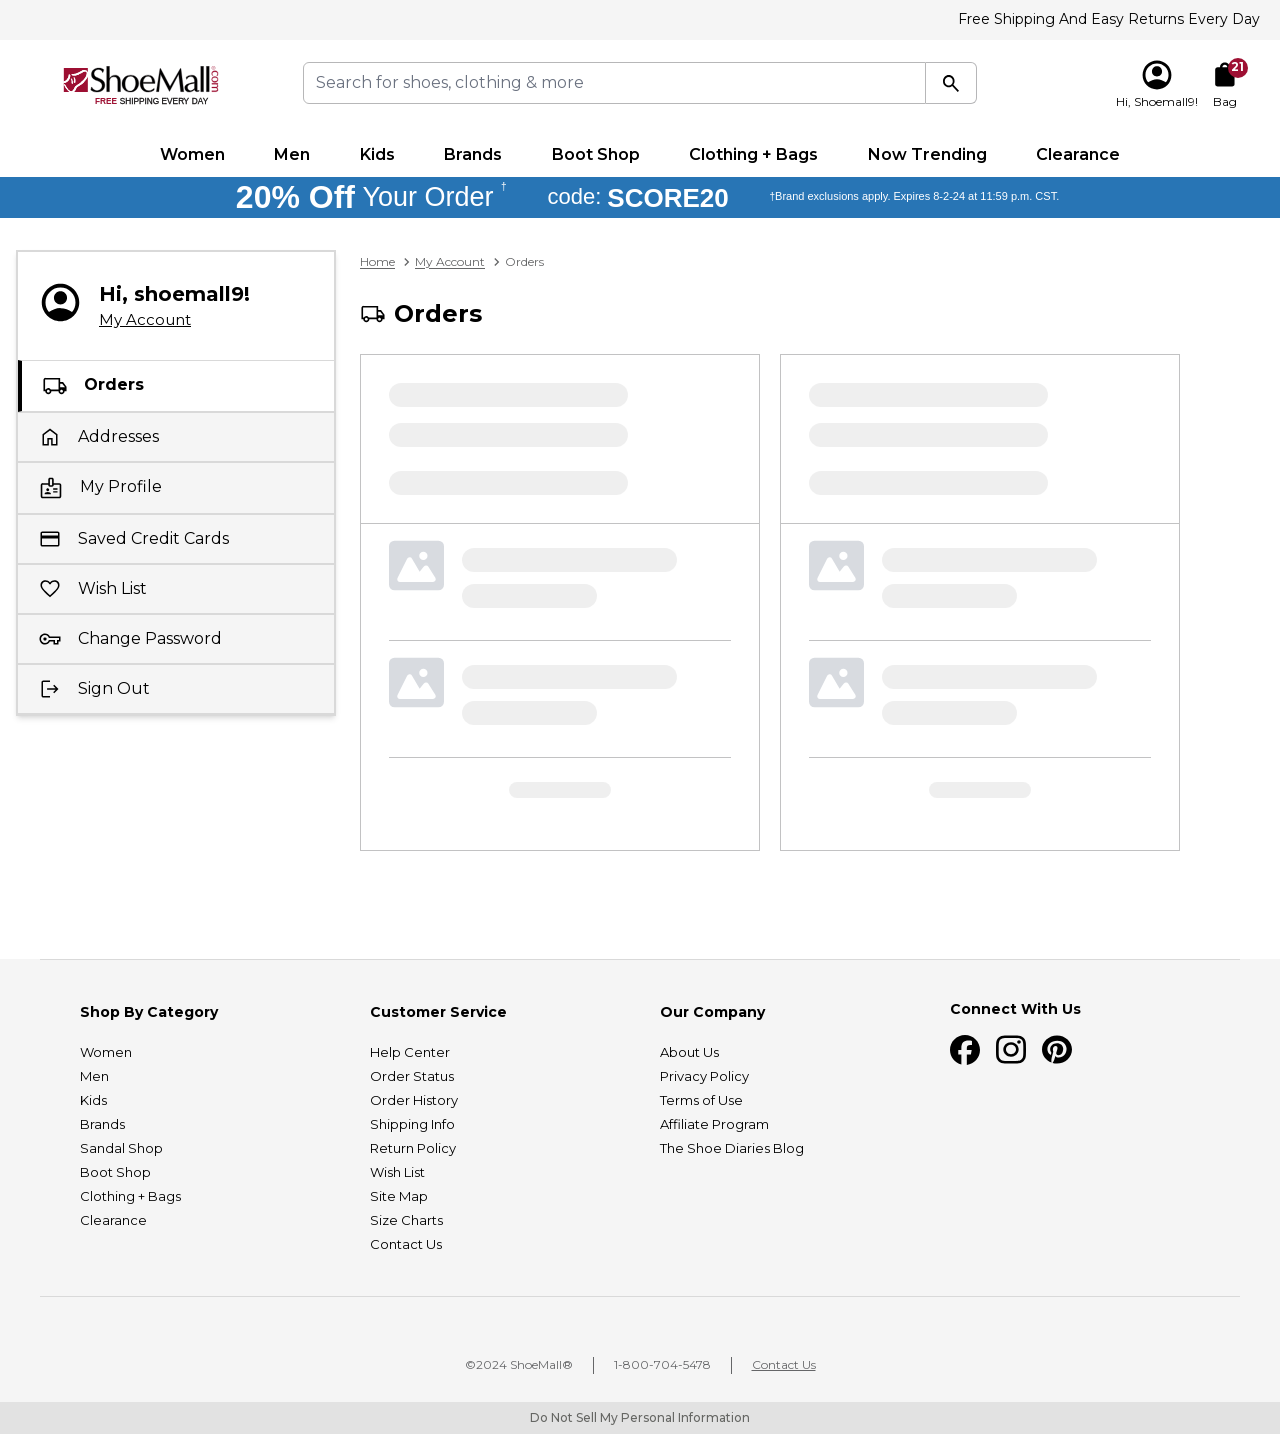 Free Shipping And Easy Returns Every Day
ShoeMall.com®
FREE SHIPPING EVERY DAY
Search for shoes, clothing & more
Hi, Shoemall9!
21
Bag
Women Men Kids Brands Boot Shop Clothing + Bags Now Trending Clearance
20% Off Your Order † code: SCORE20 †Brand exclusions apply. Expires 8-2-24 at 11:59 p.m. CST.
Hi, shoemall9!
My Account
Orders
Addresses
My Profile
Saved Credit Cards
Wish List
Change Password
Sign Out
Home > My Account > Orders
Orders
Shop By Category
Women
Men
Kids
Brands
Sandal Shop
Boot Shop
Clothing + Bags
Clearance
Customer Service
Help Center
Order Status
Order History
Shipping Info
Return Policy
Wish List
Site Map
Size Charts
Contact Us
Our Company
About Us
Privacy Policy
Terms of Use
Affiliate Program
The Shoe Diaries Blog
Connect With Us
©2024 ShoeMall® | 1-800-704-5478 | Contact Us
Do Not Sell My Personal Information